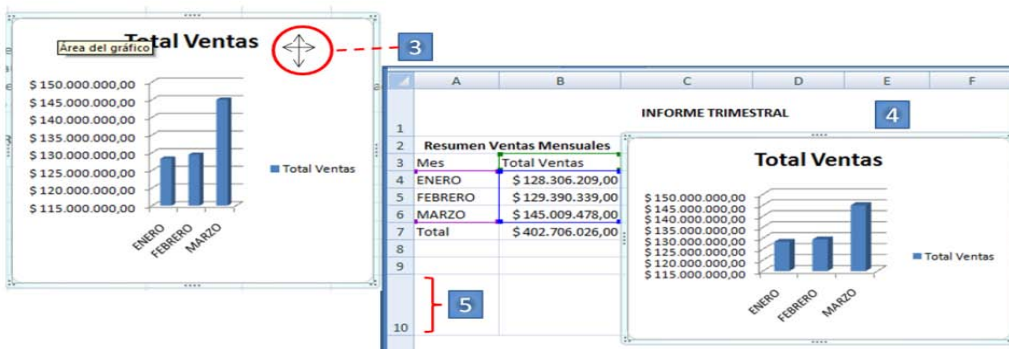 Total Ventas
Área del gráfico
3
$ 150.000.000,00
$ 145.000.000,00
$ 140.000.000,00
$ 135.000.000,00
$ 130.000.000,00
$ 125.000.000,00
$ 120.000.000,00
$ 115.000.000,00
ENERO
FEBRERO
MARZO
Total Ventas
A B C D E F
1 INFORME TRIMESTRAL 4
2 Resumen Ventas Mensuales
3 Mes Total Ventas
4 ENERO $ 128.306.209,00
5 FEBRERO $ 129.390.339,00
6 MARZO $ 145.009.478,00
7 Total $ 402.706.026,00
8
9
10
5
Total Ventas
$ 150.000.000,00
$ 145.000.000,00
$ 140.000.000,00
$ 135.000.000,00
$ 130.000.000,00
$ 125.000.000,00
$ 120.000.000,00
$ 115.000.000,00
ENERO
FEBRERO
MARZO
Total Ventas